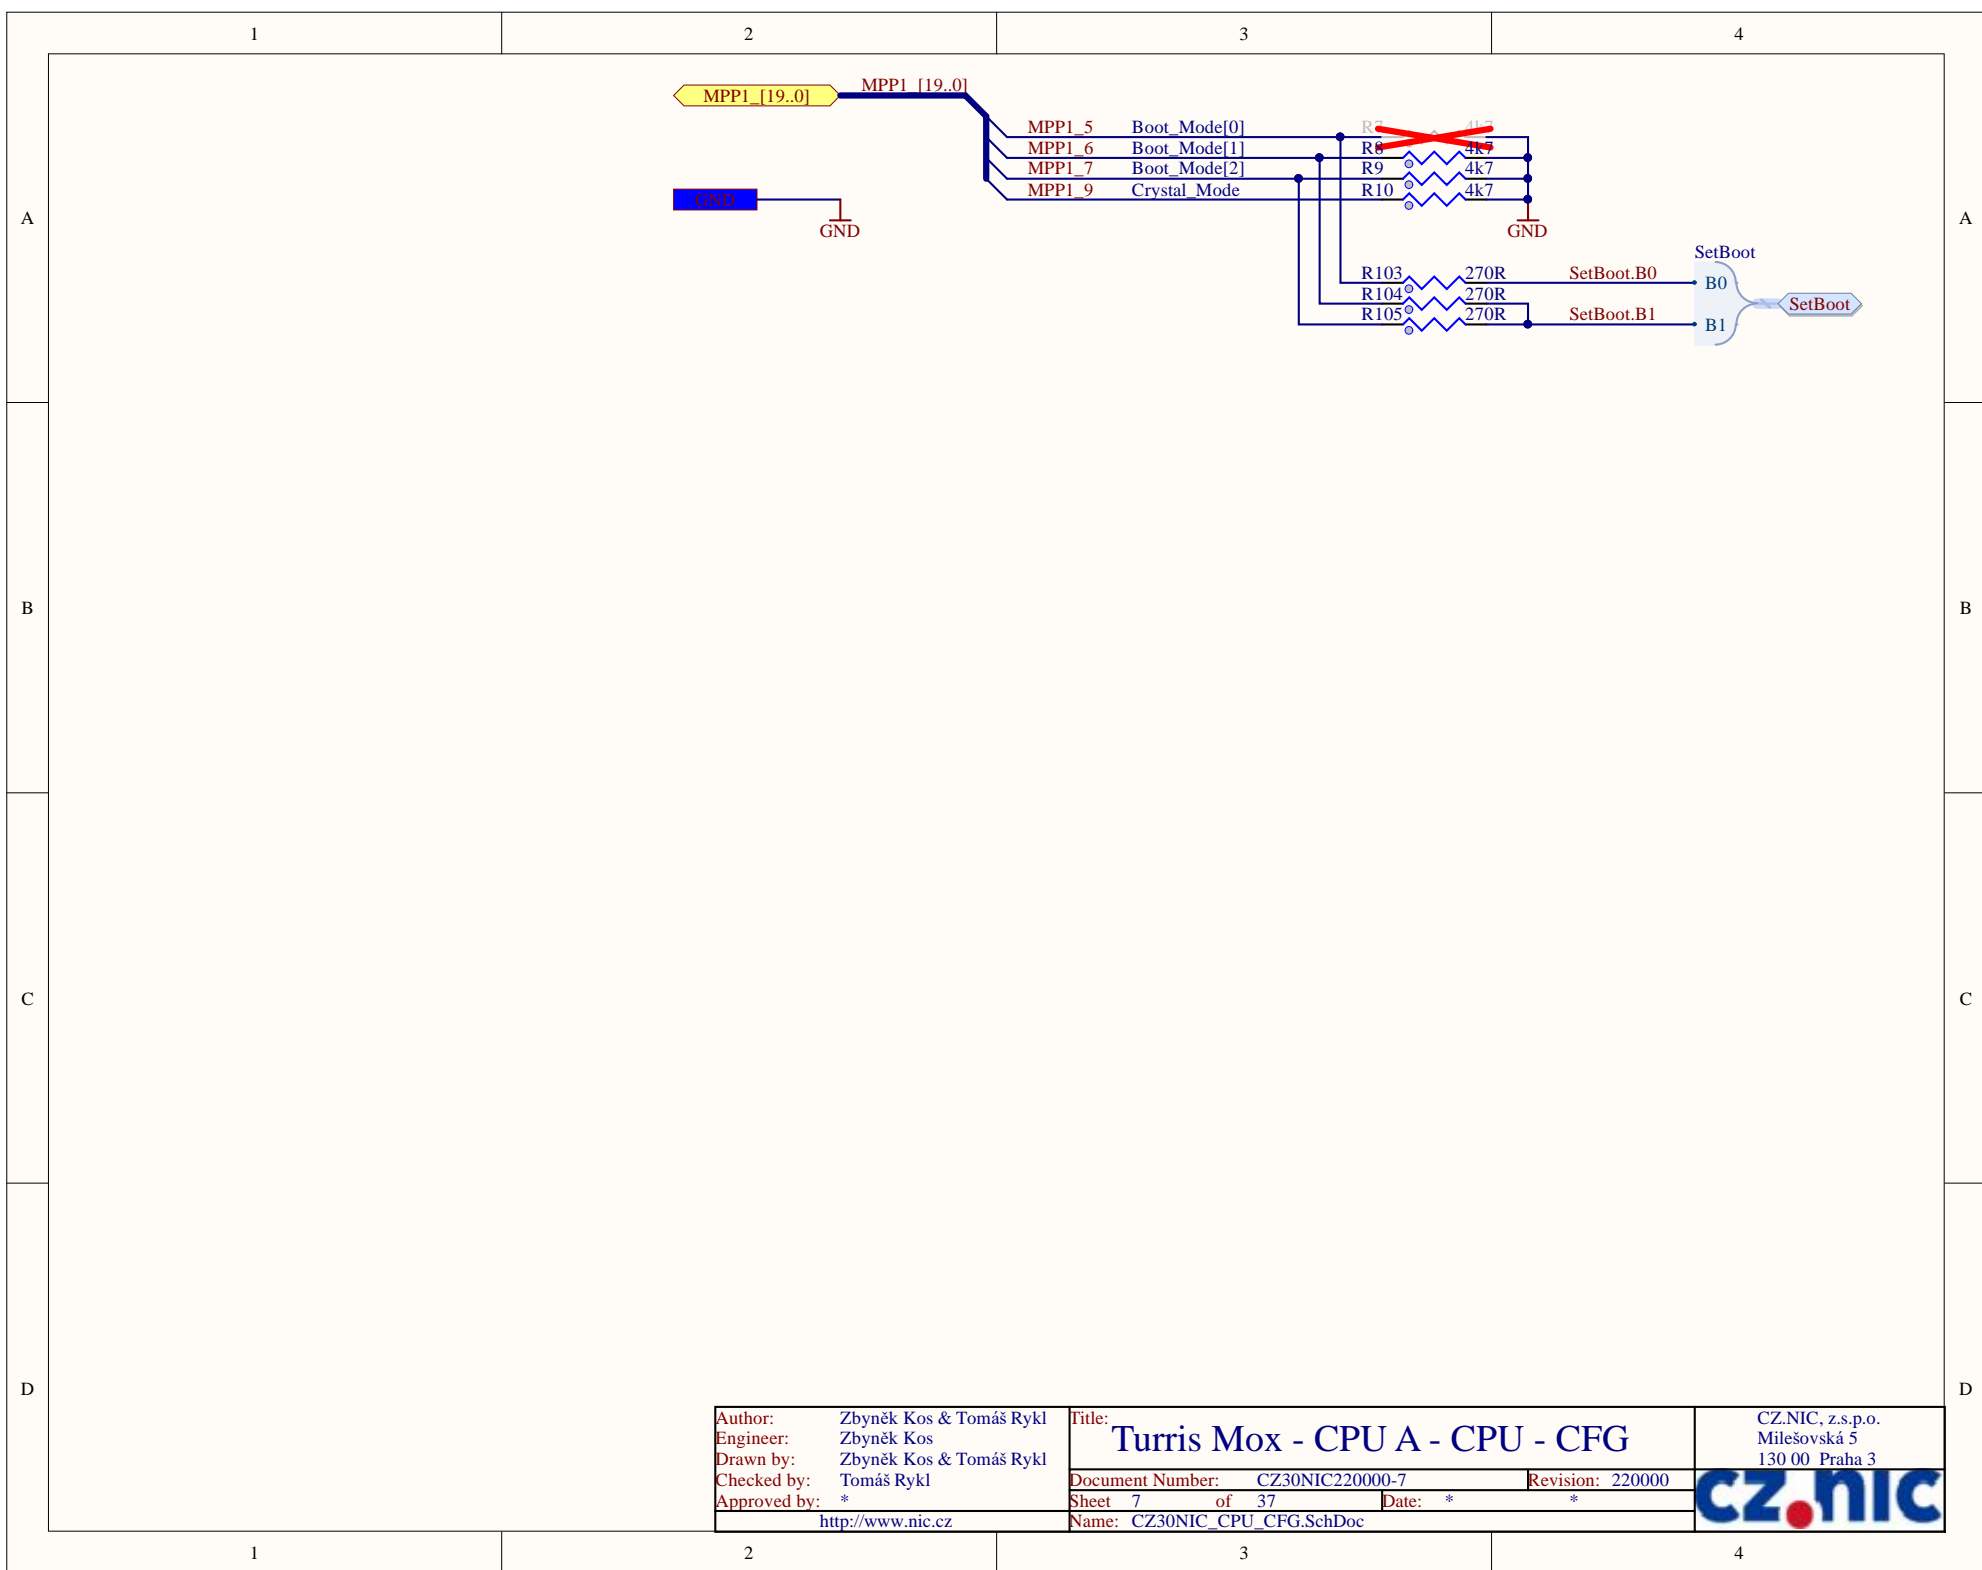 1 2 3 4
MPP1_[19..0] MPP1_[19..0]
MPP1_5 Boot_Mode[0] R7 4k7
MPP1_6 Boot_Mode[1] R8 4k7
MPP1_7 Boot_Mode[2] R9 4k7
MPP1_9 Crystal_Mode R10 4k7
GND
A A
GND GND
SetBoot
R103 270R SetBoot.B0 B0
R104 270R SetBoot
R105 270R SetBoot.B1 B1
B B
C C
D D
Author: Zbyněk Kos & Tomáš Rykl
Engineer: Zbyněk Kos
Drawn by: Zbyněk Kos & Tomáš Rykl
Checked by: Tomáš Rykl
Approved by: *
http://www.nic.cz
Title:
Turris Mox - CPU A - CPU - CFG
Document Number: CZ30NIC220000-7 Revision: 220000
Sheet 7 of 37 Date: * *
Name: CZ30NIC_CPU_CFG.SchDoc
CZ.NIC, z.s.p.o.
Milešovská 5
130 00 Praha 3
cz.nic
1 2 3 4